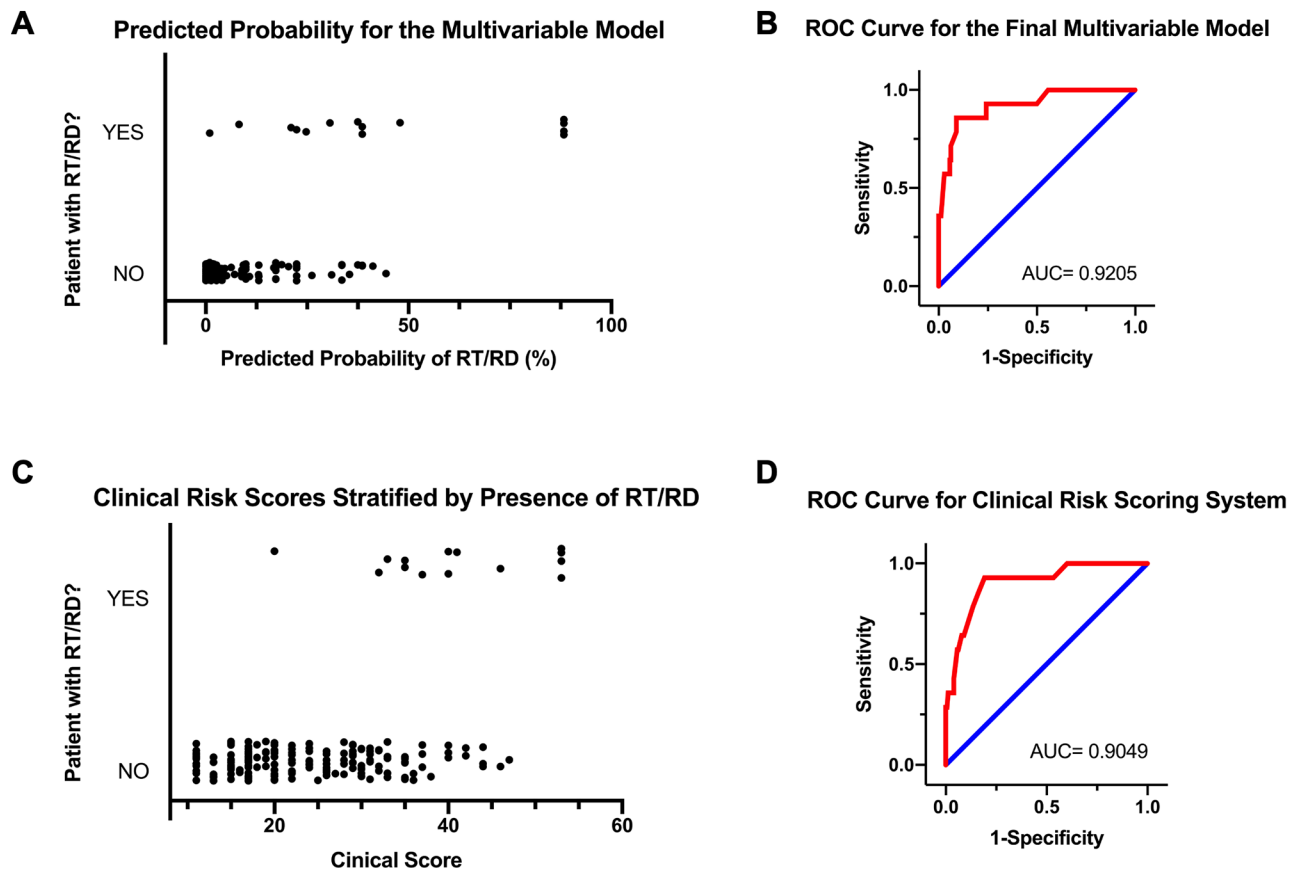 A
Predicted Probability for the Multivariable Model
Patient with RT/RD?
YES
NO
0
50
100
Predicted Probability of RT/RD (%)
B
ROC Curve for the Final Multivariable Model
Sensitivity
1.0
0.5
0.0
AUC= 0.9205
0.0
0.5
1.0
1-Specificity
C
Clinical Risk Scores Stratified by Presence of RT/RD
Patient with RT/RD?
YES
NO
20
40
60
Cinical Score
D
ROC Curve for Clinical Risk Scoring System
Sensitivity
1.0
0.5
0.0
AUC= 0.9049
0.0
0.5
1.0
1-Specificity